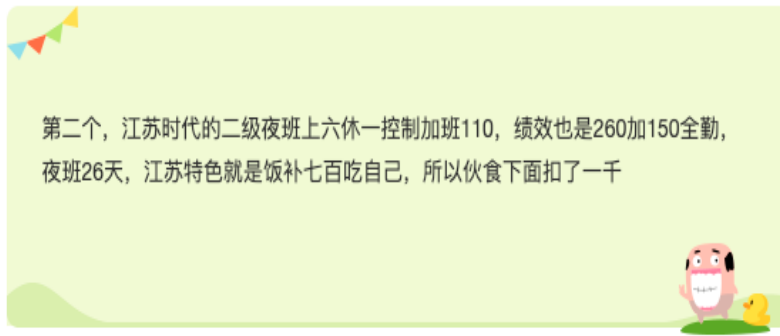 第二个，江苏时代的二级夜班上六休一控制加班110，绩效也是260加150全勤，
夜班26天，江苏特色就是饭补七百吃自己，所以伙食下面扣了一千